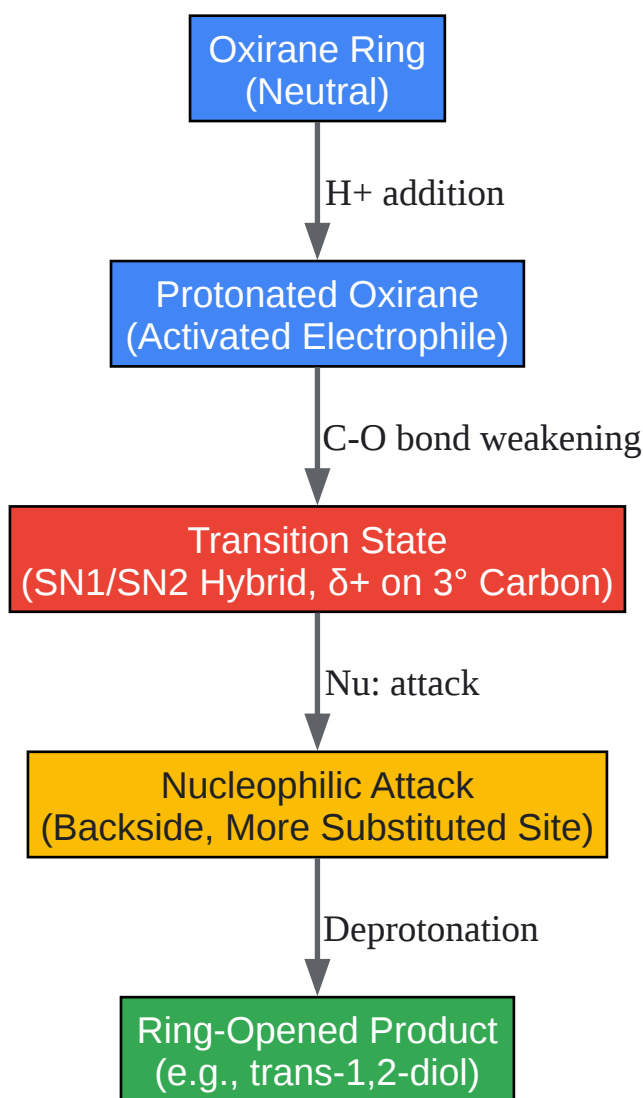 Oxirane Ring
(Neutral)
H+ addition
Protonated Oxirane
(Activated Electrophile)
C-O bond weakening
Transition State
(SN1/SN2 Hybrid, δ+ on 3° Carbon)
Nu: attack
Nucleophilic Attack
(Backside, More Substituted Site)
Deprotonation
Ring-Opened Product
(e.g., trans-1,2-diol)